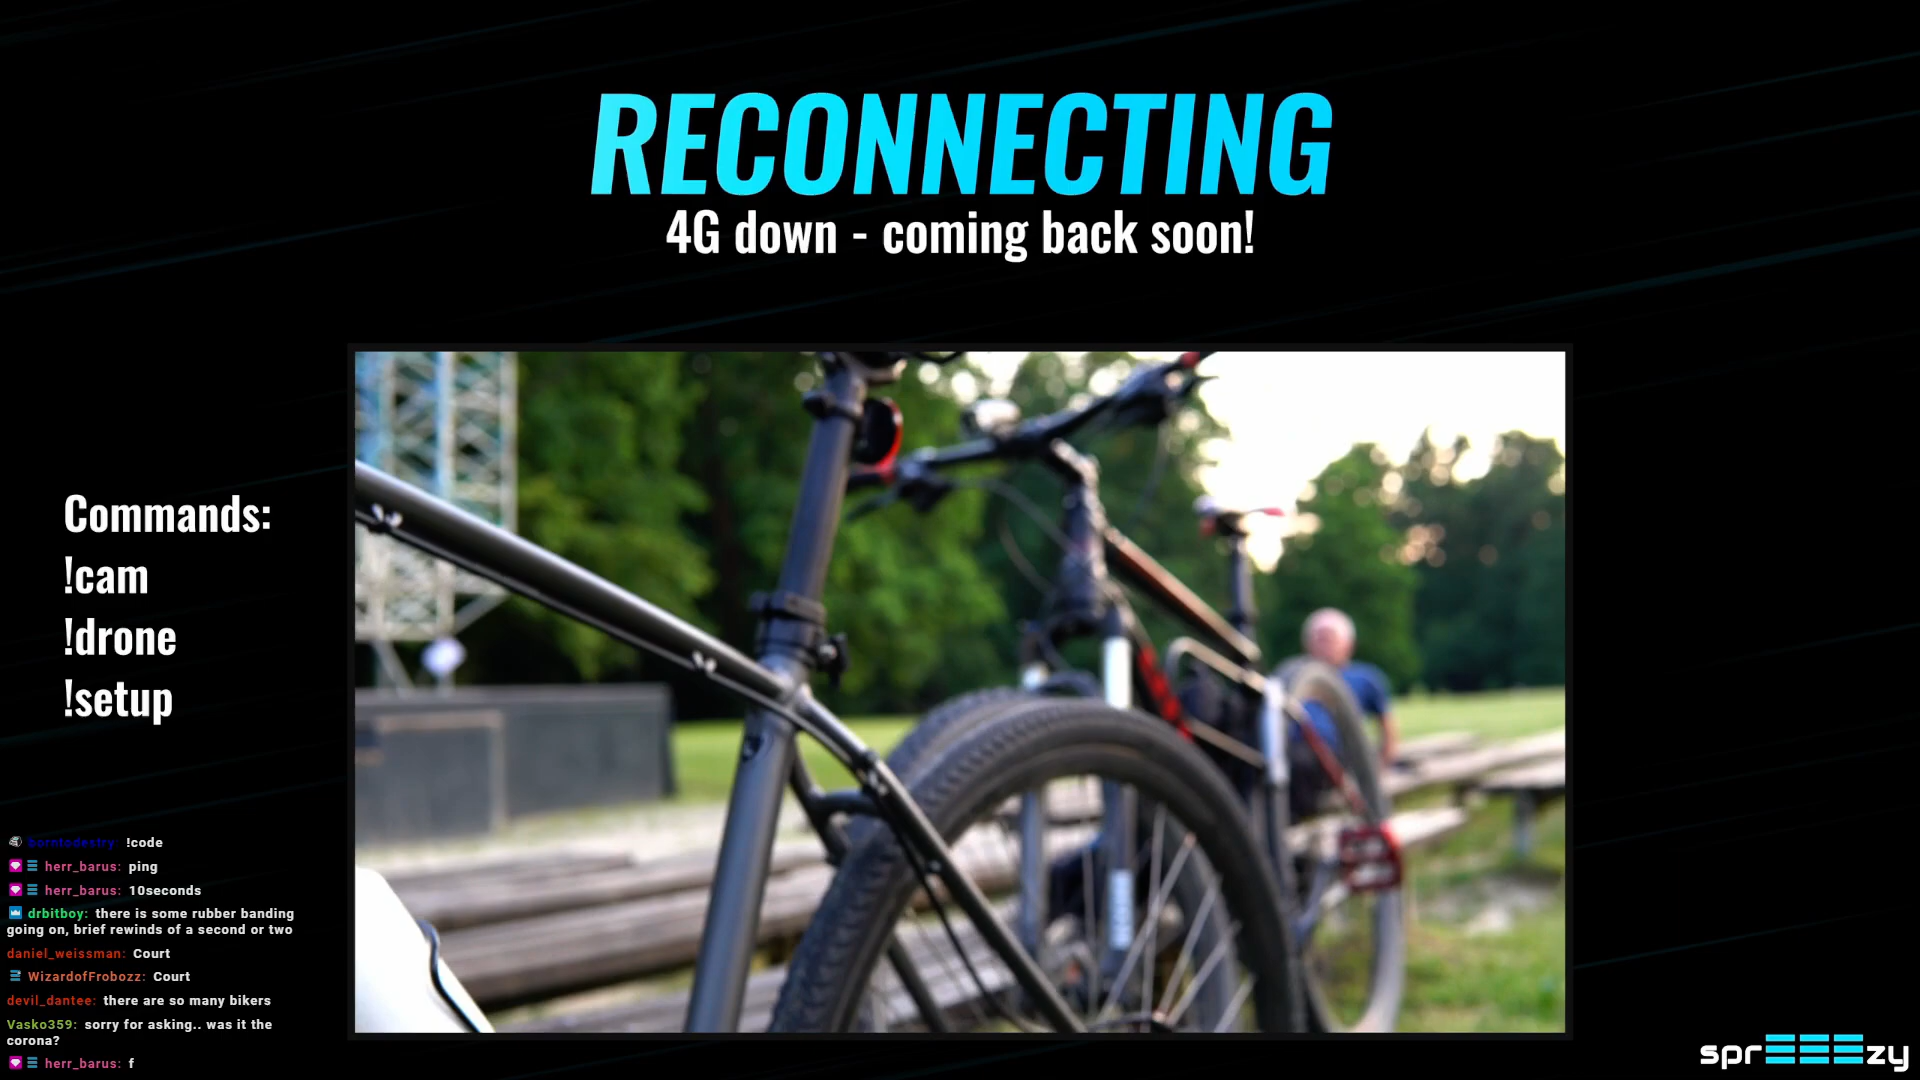 RECONNECTING
4G down - coming back soon!
Commands:
!cam
!drone
!setup
borntodestry: !code
herr_barus: ping
herr_barus: 10seconds
drbitboy: there is some rubber banding
going on, brief rewinds of a second or two
daniel_weissman: Court
WizardofFrobozz: Court
devil_dantee: there are so many bikers
Vasko359: sorry for asking.. was it the
corona?
herr_barus: f
sprEEEzy